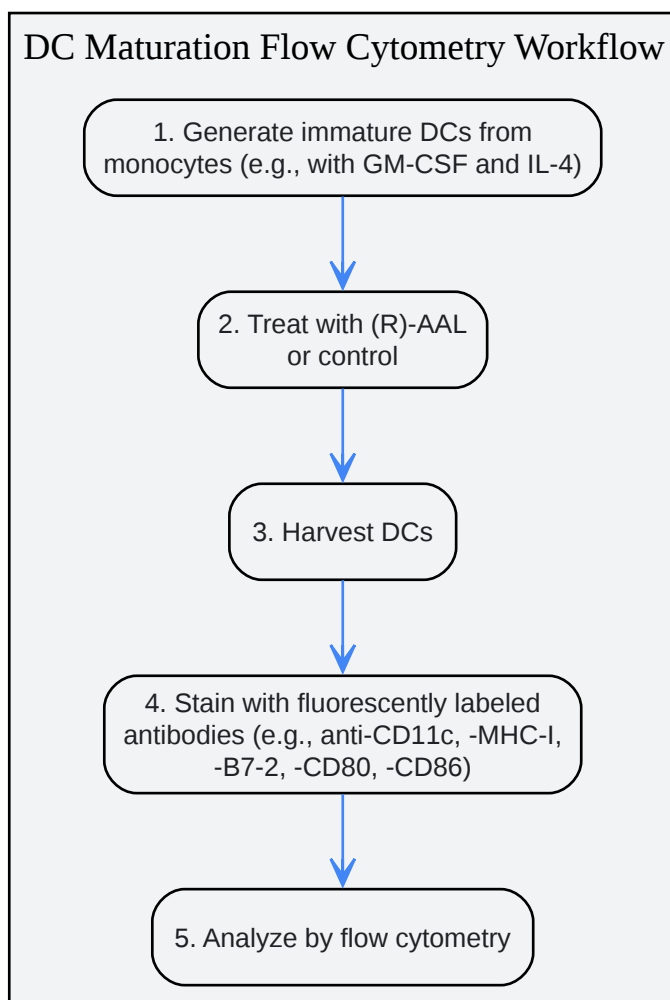 DC Maturation Flow Cytometry Workflow
1. Generate immature DCs from
monocytes (e.g., with GM-CSF and IL-4)
2. Treat with (R)-AAL
or control
3. Harvest DCs
4. Stain with fluorescently labeled
antibodies (e.g., anti-CD11c, -MHC-I,
-B7-2, -CD80, -CD86)
5. Analyze by flow cytometry